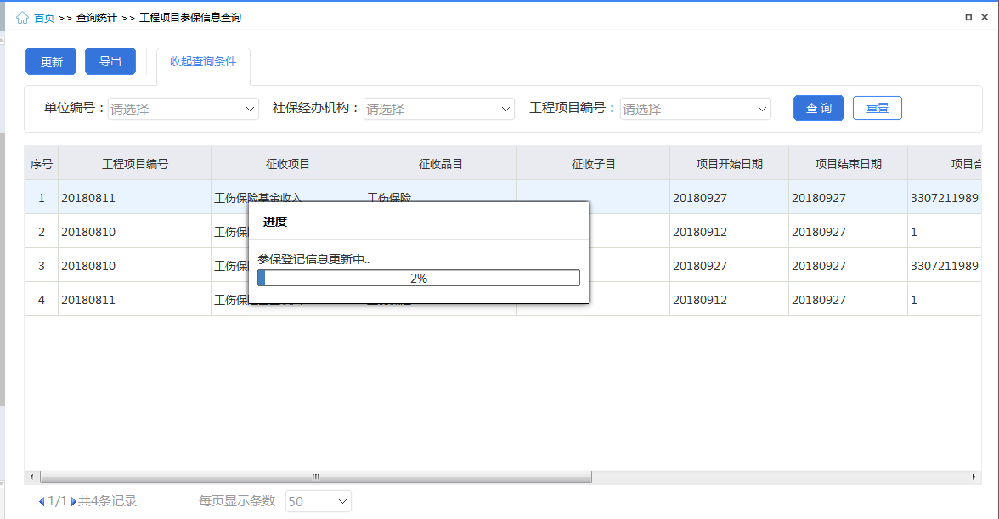 首页 >> 查询统计 >> 工程项目参保信息查询
更新 导出 收起查询条件
单位编号： 请选择 社保经办机构： 请选择 工程项目编号： 请选择 查 询 重置
序号 工程项目编号 征收项目 征收品目 征收子目 项目开始日期 项目结束日期 项目合
1 20180811 工伤保险基金收入 工伤保险 20180927 20180927 3307211989
2 20180810 工伤保 20180912 20180927 1
3 20180810 工伤保 20180927 20180927 3307211989
4 20180811 工伤保 20180912 20180927 1
进度
参保登记信息更新中..
2%
1/1 共4条记录 每页显示条数 50